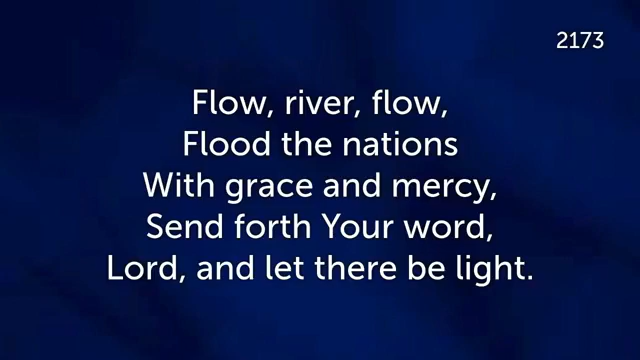 2173
Flow, river, flow,
Flood the nations
With grace and mercy,
Send forth Your word,
Lord, and let there be light.